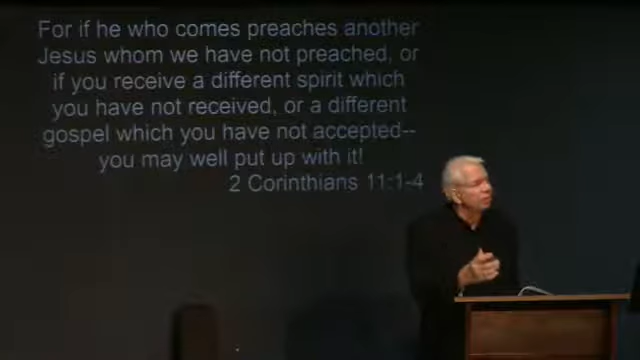 For if he who comes preaches another
Jesus whom we have not preached, or
if you receive a different spirit which
you have not received, or a different
gospel which you have not accepted--
you may well put up with it!
2 Corinthians 11:1-4